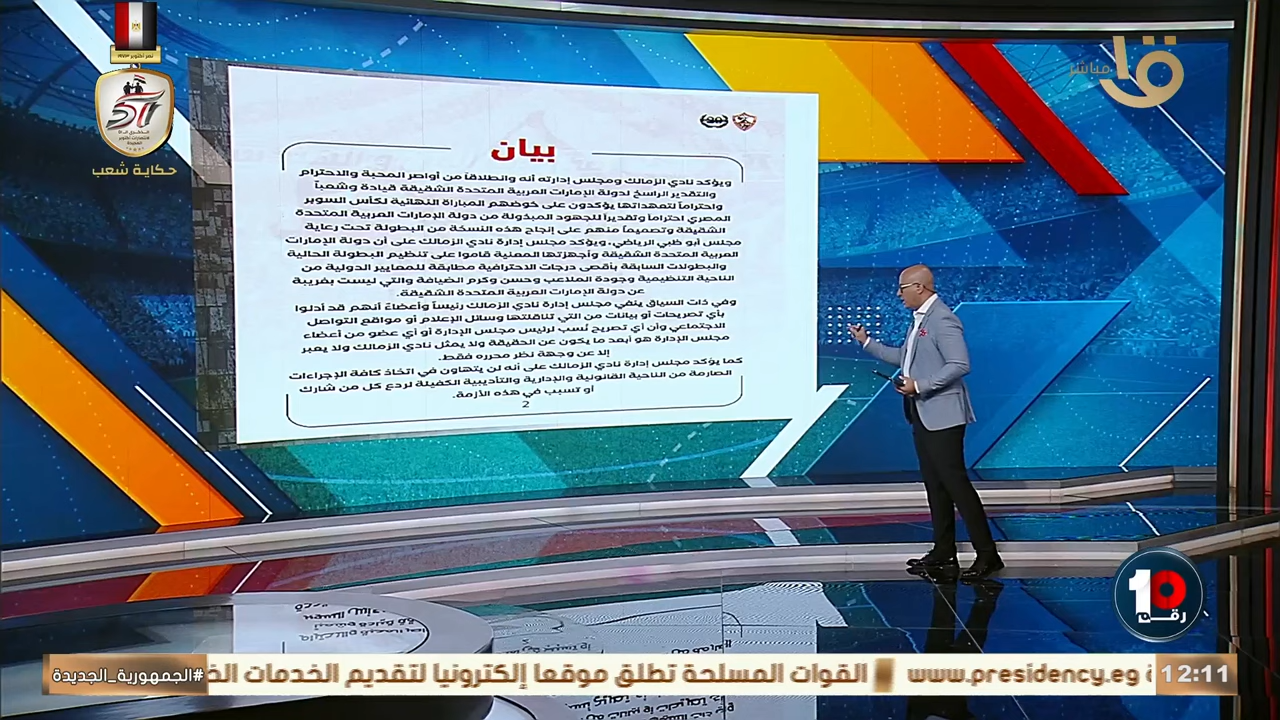 نصر أكتوبر ١٩٧٣
حكاية شعب
مباشر
بيان
ويؤكد نادي الزمالك ومجلس إدارته أنه وانطلاقاً من أواصر المحبة والاحترام
والتقدير الراسخ لدولة الإمارات العربية المتحدة الشقيقة قيادة وشعباً
واحتراماً لتعهداتها يؤكدون على خوضهم المباراة النهائية لكأس السوبر
المصري احتراماً وتقديراً للجهود المبذولة من دولة الإمارات العربية المتحدة
الشقيقة وتصميماً منهم على إنجاح هذه النسخة من البطولة تحت رعاية
مجلس أبو ظبي الرياضي، ويؤكد مجلس إدارة نادي الزمالك على أن دولة الإمارات
العربية المتحدة الشقيقة وأجهزتها المعنية قاموا على تنظيم البطولة الحالية
والبطولات السابقة بأقصى درجات الاحترافية مطابقة للمعايير الدولية من
الناحية التنظيمية وجودة الملاعب وحسن وكرم الضيافة والتي ليست بغريبة
عن دولة الإمارات العربية المتحدة الشقيقة.
وفي ذات السياق ينفي مجلس إدارة نادي الزمالك رئيساً وأعضاءً أنهم قد أدلوا
بأي تصريحات أو بيانات من التي تناقلتها وسائل الإعلام أو مواقع التواصل
الاجتماعي وأن أي تصريح نُسب لرئيس مجلس الإدارة أو أي عضو من أعضاء
مجلس الإدارة هو أبعد ما يكون عن الحقيقة ولا يمثل نادي الزمالك ولا يعبر
إلا عن وجهة نظر محرره فقط.
كما يؤكد مجلس إدارة نادي الزمالك على أنه لن يتهاون في اتخاذ كافة الإجراءات
الصارمة من الناحية القانونية والإدارية والتأديبية الكفيلة لردع كل من شارك
أو تسبب في هذه الأزمة.
2
رقم 10
#الجمهورية_الجديدة
www.presidency.eg
القوات المسلحة تطلق موقعا إلكترونيا لتقديم الخدمات
12:11